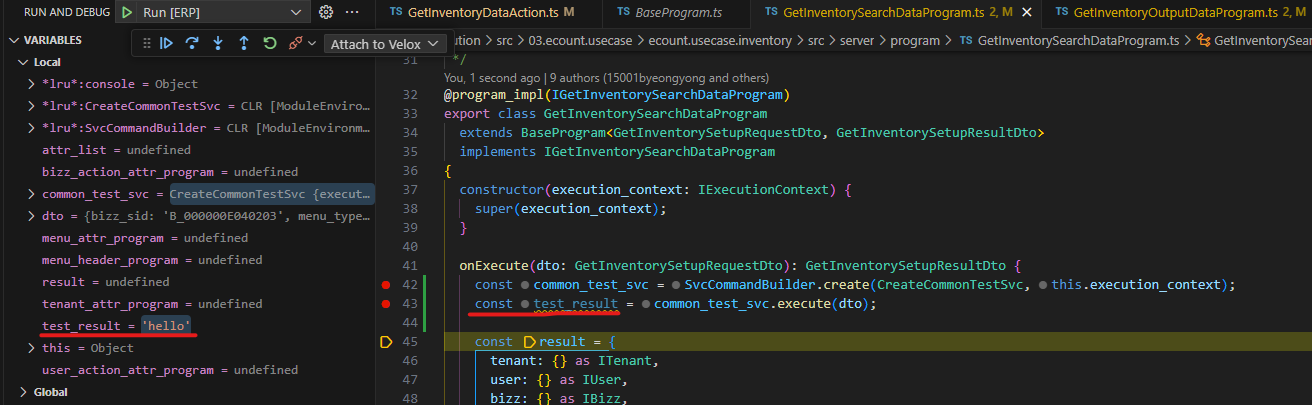 RUN AND DEBUG
Run [ERP]
TS GetInventoryDataAction.ts M
TS BaseProgram.ts
TS GetInventorySearchDataProgram.ts 2, M
TS GetInventoryOutputDataProgram.ts 2, M
VARIABLES
Attach to Velox
ution > src > 03.ecount.usecase > ecount.usecase.inventory > src > server > program > TS GetInventorySearchDataProgram.ts > GetInventorySear
Local
*lru*:console = Object
*lru*:CreateCommonTestSvc = CLR [ModuleEnviro…
*lru*:SvcCommandBuilder = CLR [ModuleEnvironm…
attr_list = undefined
bizz_action_attr_program = undefined
common_test_svc = CreateCommonTestSvc {execut…
dto = {bizz_sid: 'B_000000E040203', menu_type…
menu_attr_program = undefined
menu_header_program = undefined
result = undefined
tenant_attr_program = undefined
test_result = 'hello'
this = Object
user_action_attr_program = undefined
Global
31 */
You, 1 second ago | 9 authors (15001byeongyong and others)
32 @program_impl(IGetInventorySearchDataProgram)
33 export class GetInventorySearchDataProgram
34 extends BaseProgram<GetInventorySetupRequestDto, GetInventorySetupResultDto>
35 implements IGetInventorySearchDataProgram
36 {
37 constructor(execution_context: IExecutionContext) {
38 super(execution_context);
39 }
40
41 onExecute(dto: GetInventorySetupRequestDto): GetInventorySetupResultDto {
42 const common_test_svc = SvcCommandBuilder.create(CreateCommonTestSvc, this.execution_context);
43 const test_result = common_test_svc.execute(dto);
44
45 const result = {
46 tenant: {} as ITenant,
47 user: {} as IUser,
48 bizz: {} as IBizz,